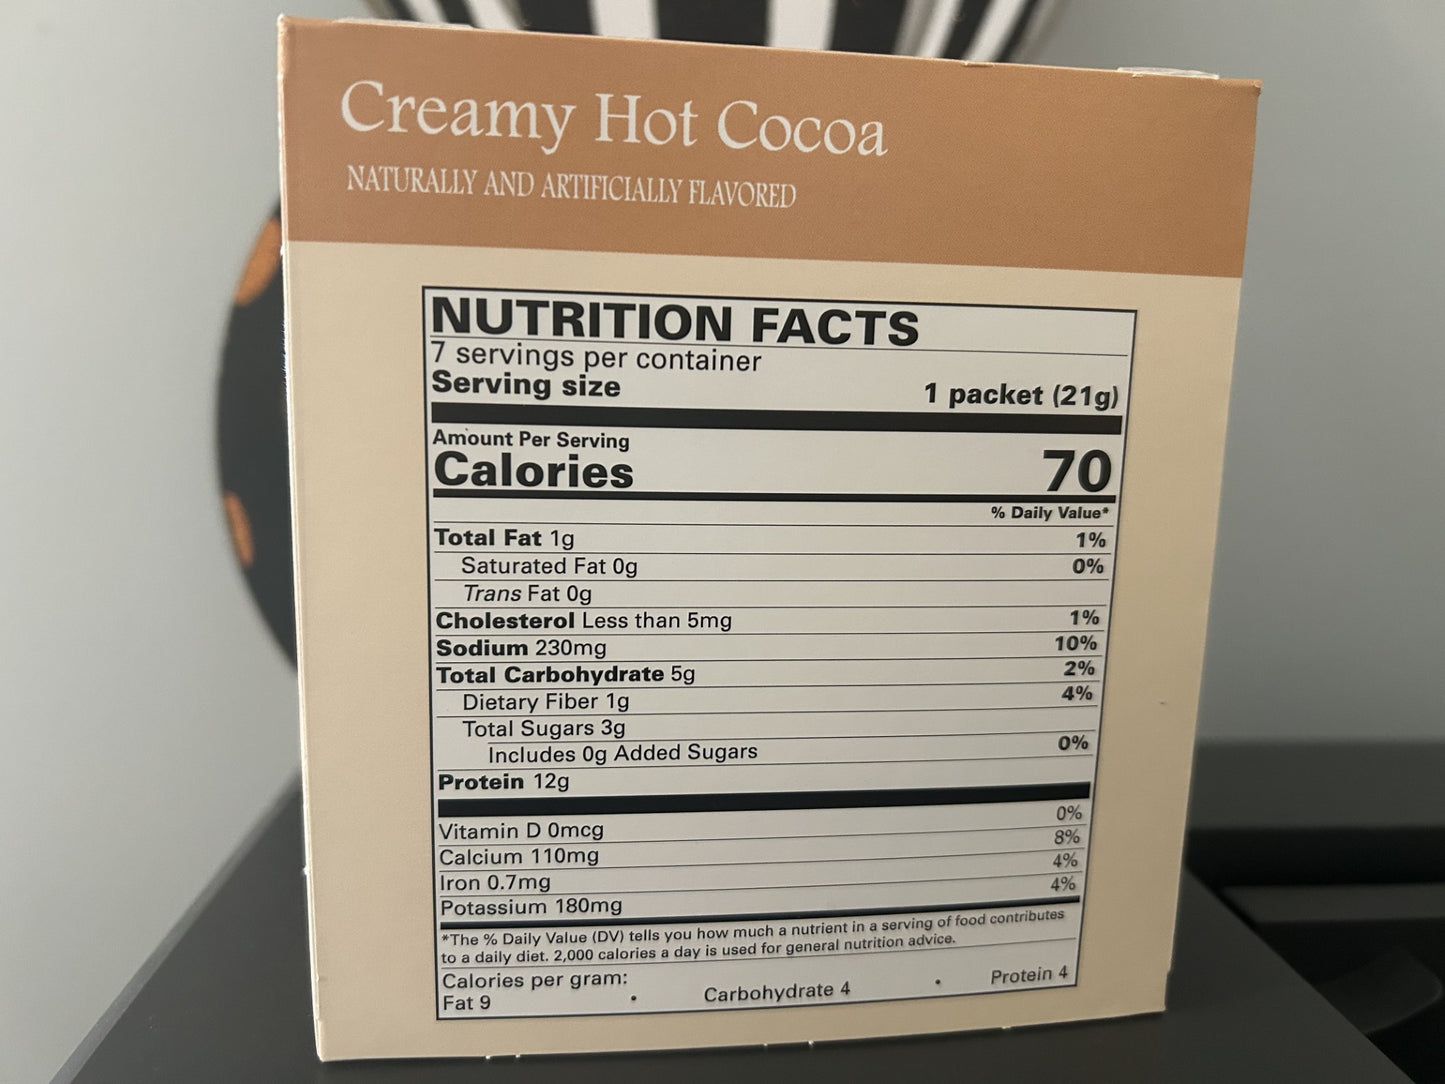 Creamy Hot Cocoa
NATURALLY AND ARTIFICIALLY FLAVORED
NUTRITION FACTS
7 servings per container
Serving size 1 packet (21g)
Amount Per Serving
Calories 70
% Daily Value*
Total Fat 1g 1%
Saturated Fat 0g 0%
Trans Fat 0g
Cholesterol Less than 5mg 1%
Sodium 230mg 10%
Total Carbohydrate 5g 2%
Dietary Fiber 1g 4%
Total Sugars 3g
Includes 0g Added Sugars 0%
Protein 12g
Vitamin D 0mcg 0%
Calcium 110mg 8%
Iron 0.7mg 4%
Potassium 180mg 4%
*The % Daily Value (DV) tells you how much a nutrient in a serving of food contributes
to a daily diet. 2,000 calories a day is used for general nutrition advice.
Calories per gram:
Fat 9 • Carbohydrate 4 • Protein 4